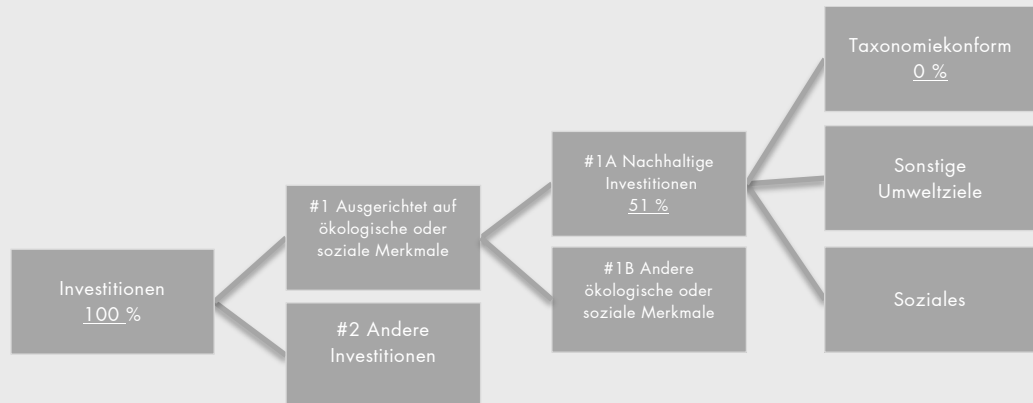 Investitionen
100 %
#1 Ausgerichtet auf
ökologische oder
soziale Merkmale
#2 Andere
Investitionen
#1A Nachhaltige
Investitionen
51 %
#1B Andere
ökologische oder
soziale Merkmale
Taxonomiekonform
0 %
Sonstige
Umweltziele
Soziales